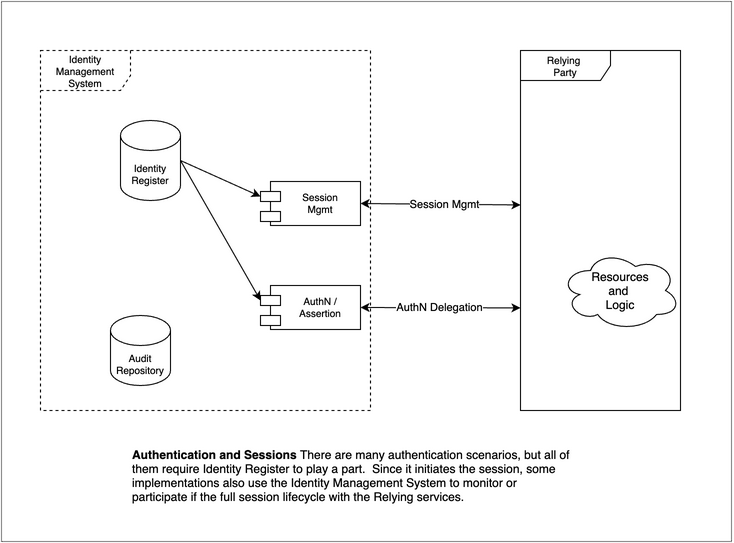 Identity
Management
System
Relying
Party
Identity
Register
Session
Mgmt
Session Mgmt
Resources
and
Logic
AuthN /
Assertion
AuthN Delegation
Audit
Repository
Authentication and Sessions There are many authentication scenarios, but all of
them require Identity Register to play a part.  Since it initiates the session, some
implementations also use the Identity Management System to monitor or
participate if the full session lifecycle with the Relying services.